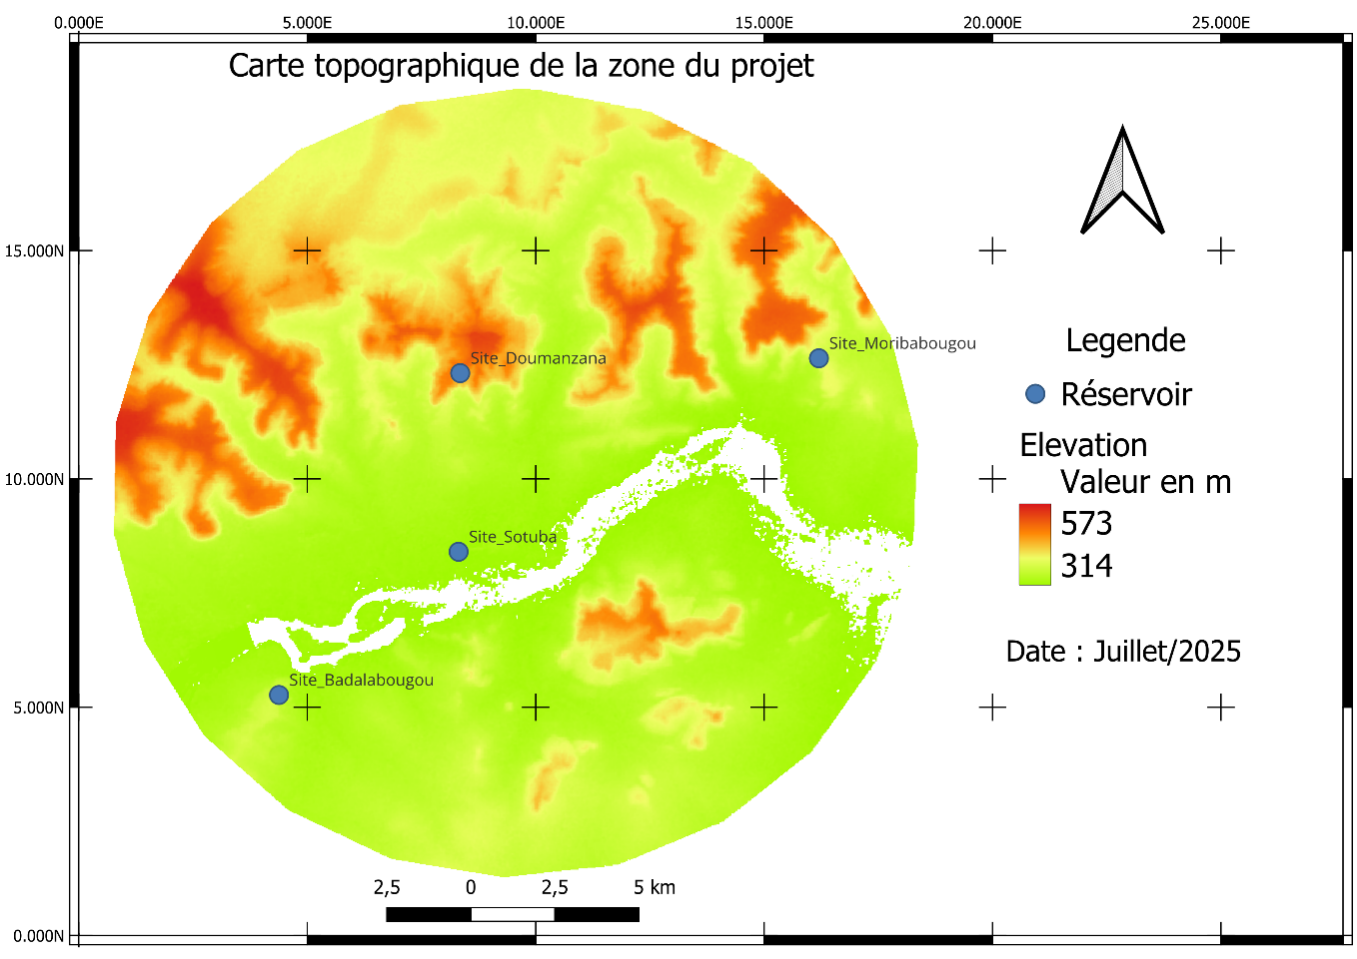 0.000E 5.000E 10.000E 15.000E 20.000E 25.000E
Carte topographique de la zone du projet
15.000N
Site_Moribabougou
Legende
Site_Doumanzana
Réservoir
Elevation
10.000N
Valeur en m
573
Site_Sotuba
314
Date : Juillet/2025
Site_Badalabougou
5.000N
2,5 0 2,5 5 km
0.000N